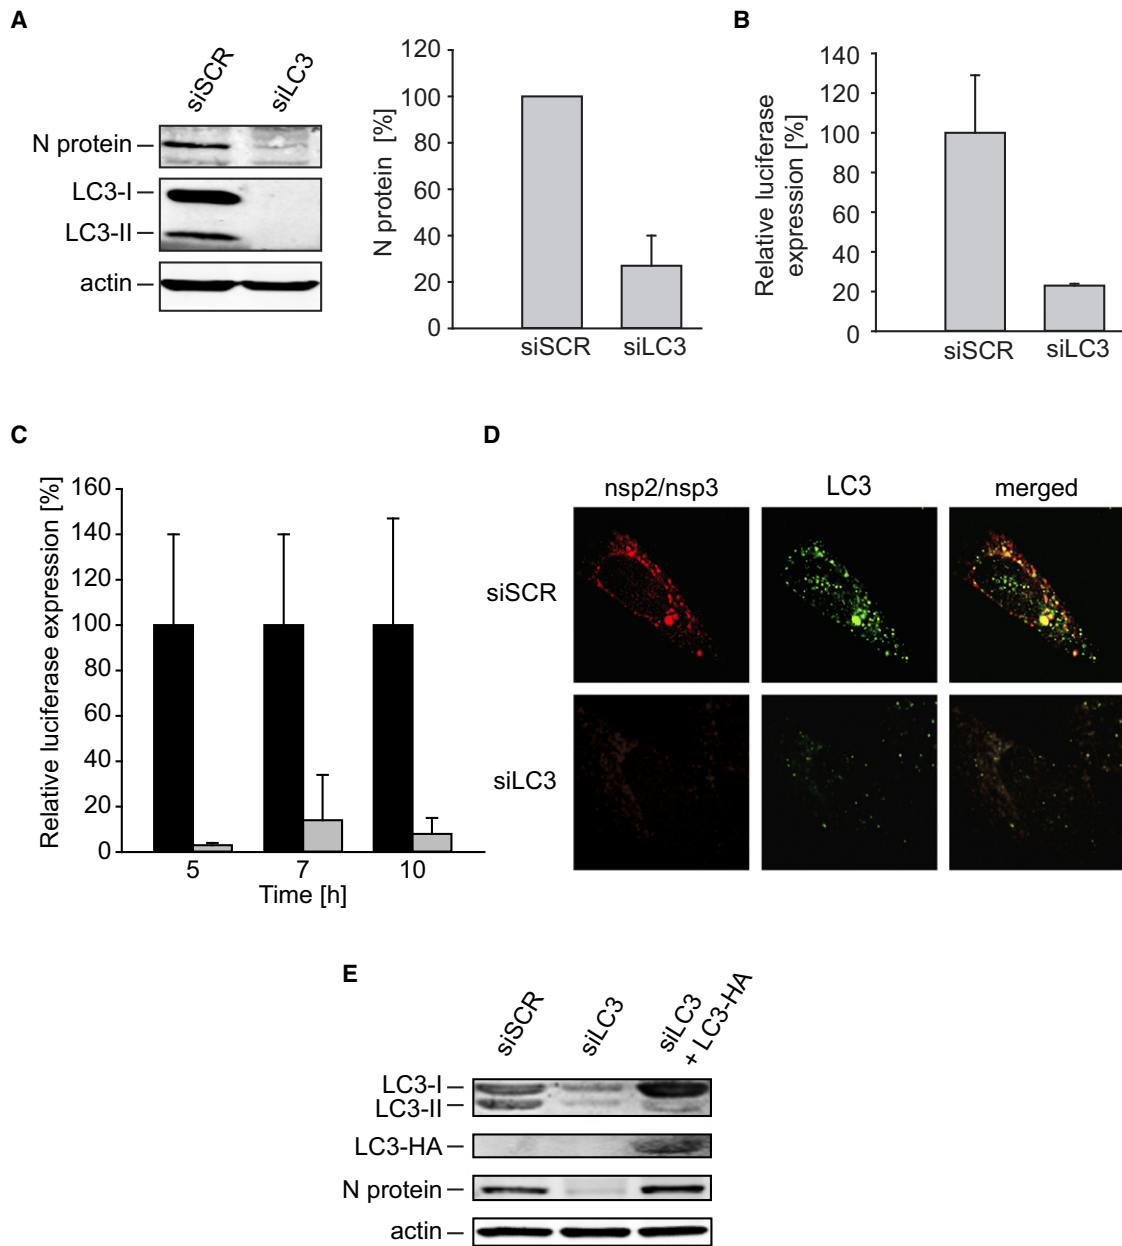 A
siSCR
siLC3
N protein
LC3-I
LC3-II
actin
N protein [%]
120
100
80
60
40
20
0
siSCR
siLC3
B
Relative luciferase
expression [%]
140
120
100
80
60
40
20
0
siSCR
siLC3
C
Relative luciferase expression [%]
160
140
120
100
80
60
40
20
0
5
7
10
Time [h]
D
nsp2/nsp3
LC3
merged
siSCR
siLC3
E
siSCR
siLC3
siLC3
+ LC3-HA
LC3-I
LC3-II
LC3-HA
N protein
actin